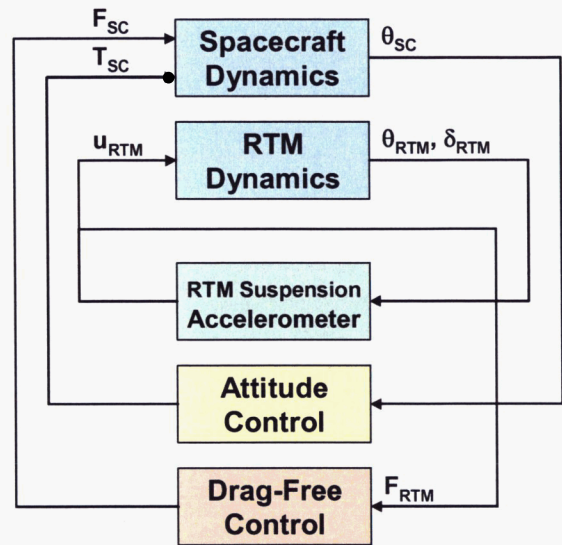 F_SC
T_SC
Spacecraft
Dynamics
θ_SC
u_RTM
RTM
Dynamics
θ_RTM, δ_RTM
RTM Suspension
Accelerometer
Attitude
Control
Drag-Free
Control
F_RTM